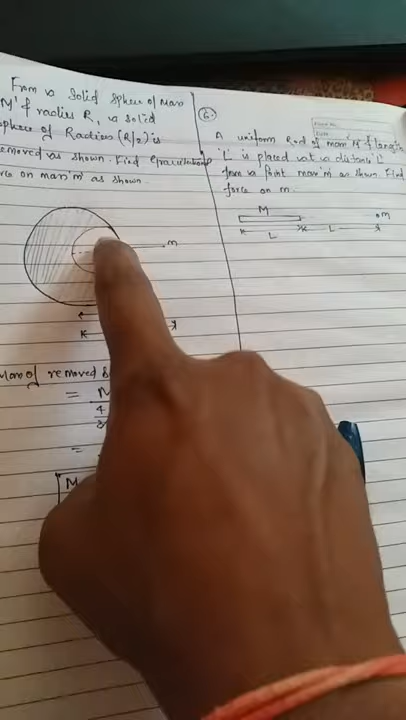 From a Solid Sphere of Mass
M' & radius R, a solid
sphere of Radius (R/2) is
removed as shown. Find Gravitational
force on mass 'm' as shown.
m
R
Mass of removed
= M
4
3
=
M
6.
A uniform Rod of mass 'M' & length
'L' is placed at a distance 'L'
from a point mass 'm' as shown. Find
force on m.
M
m
L
L